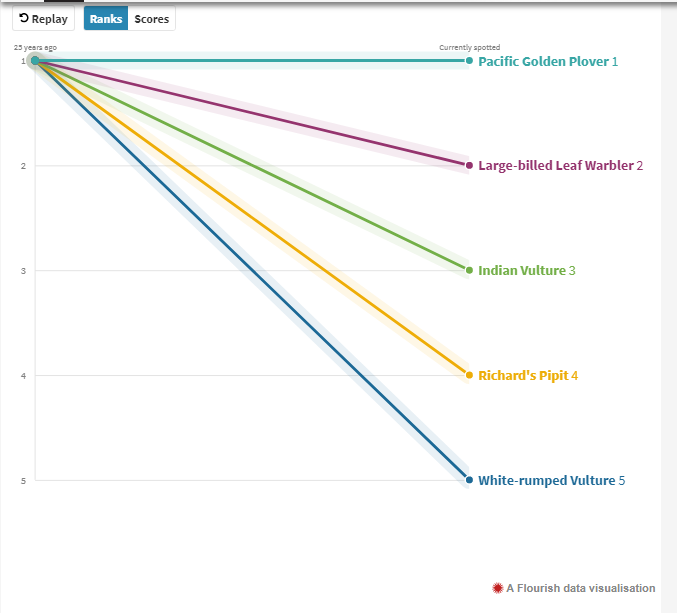 Replay Ranks Scores
25 years ago Currently spotted
1 Pacific Golden Plover 1
2 Large-billed Leaf Warbler 2
3 Indian Vulture 3
4 Richard's Pipit 4
5 White-rumped Vulture 5
A Flourish data visualisation